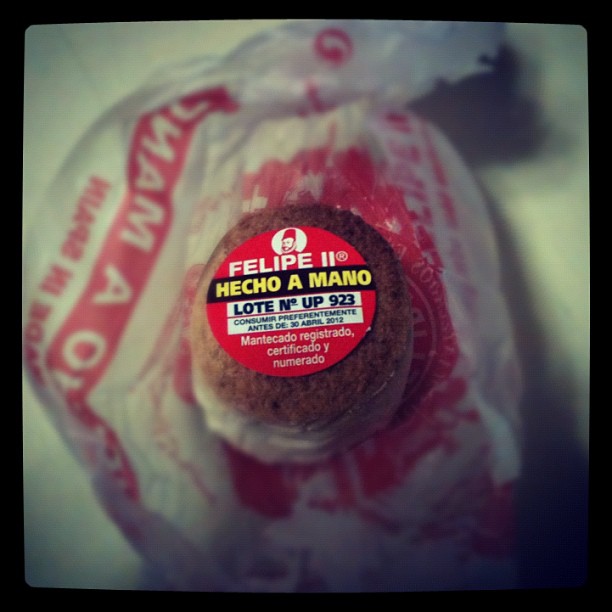 FELIPE II®
HECHO A MANO
LOTE Nº UP 923
CONSUMIR PREFERENTEMENTE
ANTES DE: 30 ABRIL 2012
Mantecado registrado,
certificado y
numerado
O A MANO